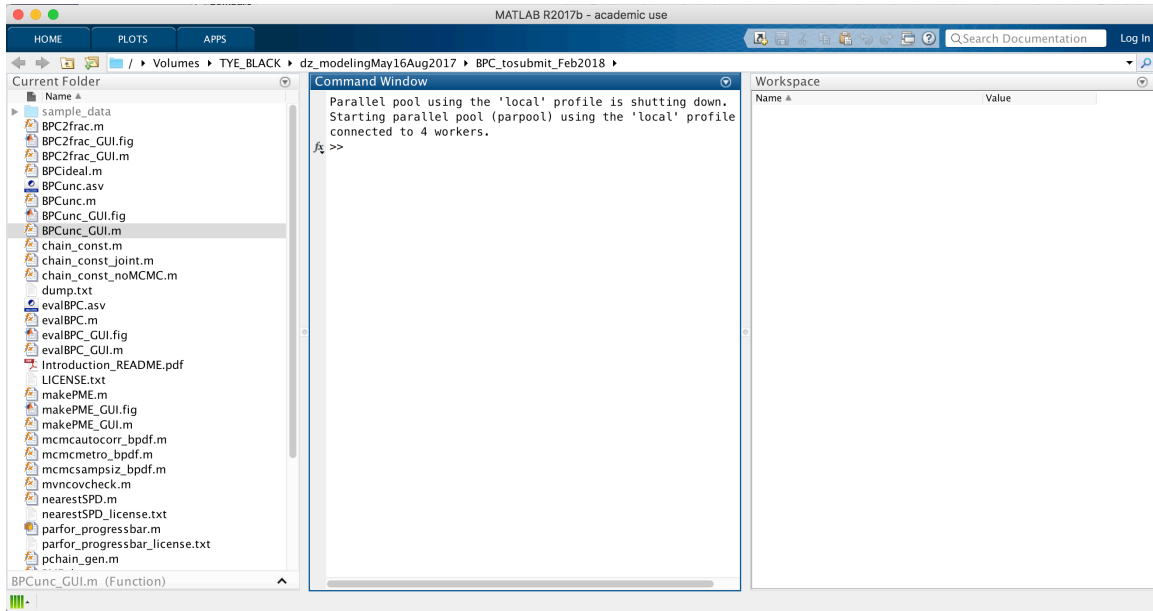 MATLAB R2017b - academic use
HOME PLOTS APPS
Search Documentation
Log In
/ ▸ Volumes ▸ TYE_BLACK ▸ dz_modelingMay16Aug2017 ▸ BPC_tosubmit_Feb2018 ▸
Current Folder
Name
sample_data
BPC2frac.m
BPC2frac_GUI.fig
BPC2frac_GUI.m
BPCideal.m
BPCunc.asv
BPCunc.m
BPCunc_GUI.fig
BPCunc_GUI.m
chain_const.m
chain_const_joint.m
chain_const_noMCMC.m
dump.txt
evalBPC.asv
evalBPC.m
evalBPC_GUI.fig
evalBPC_GUI.m
Introduction_README.pdf
LICENSE.txt
makePME.m
makePME_GUI.fig
makePME_GUI.m
mcmcautocorr_bpdf.m
mcmcmetro_bpdf.m
mcmcsampsiz_bpdf.m
mvncovcheck.m
nearestSPD.m
nearestSPD_license.txt
parfor_progressbar.m
parfor_progressbar_license.txt
pchain_gen.m
BPCunc_GUI.m (Function)
Command Window
Parallel pool using the 'local' profile is shutting down.
Starting parallel pool (parpool) using the 'local' profile
connected to 4 workers.
fx >>
Workspace
Name Value